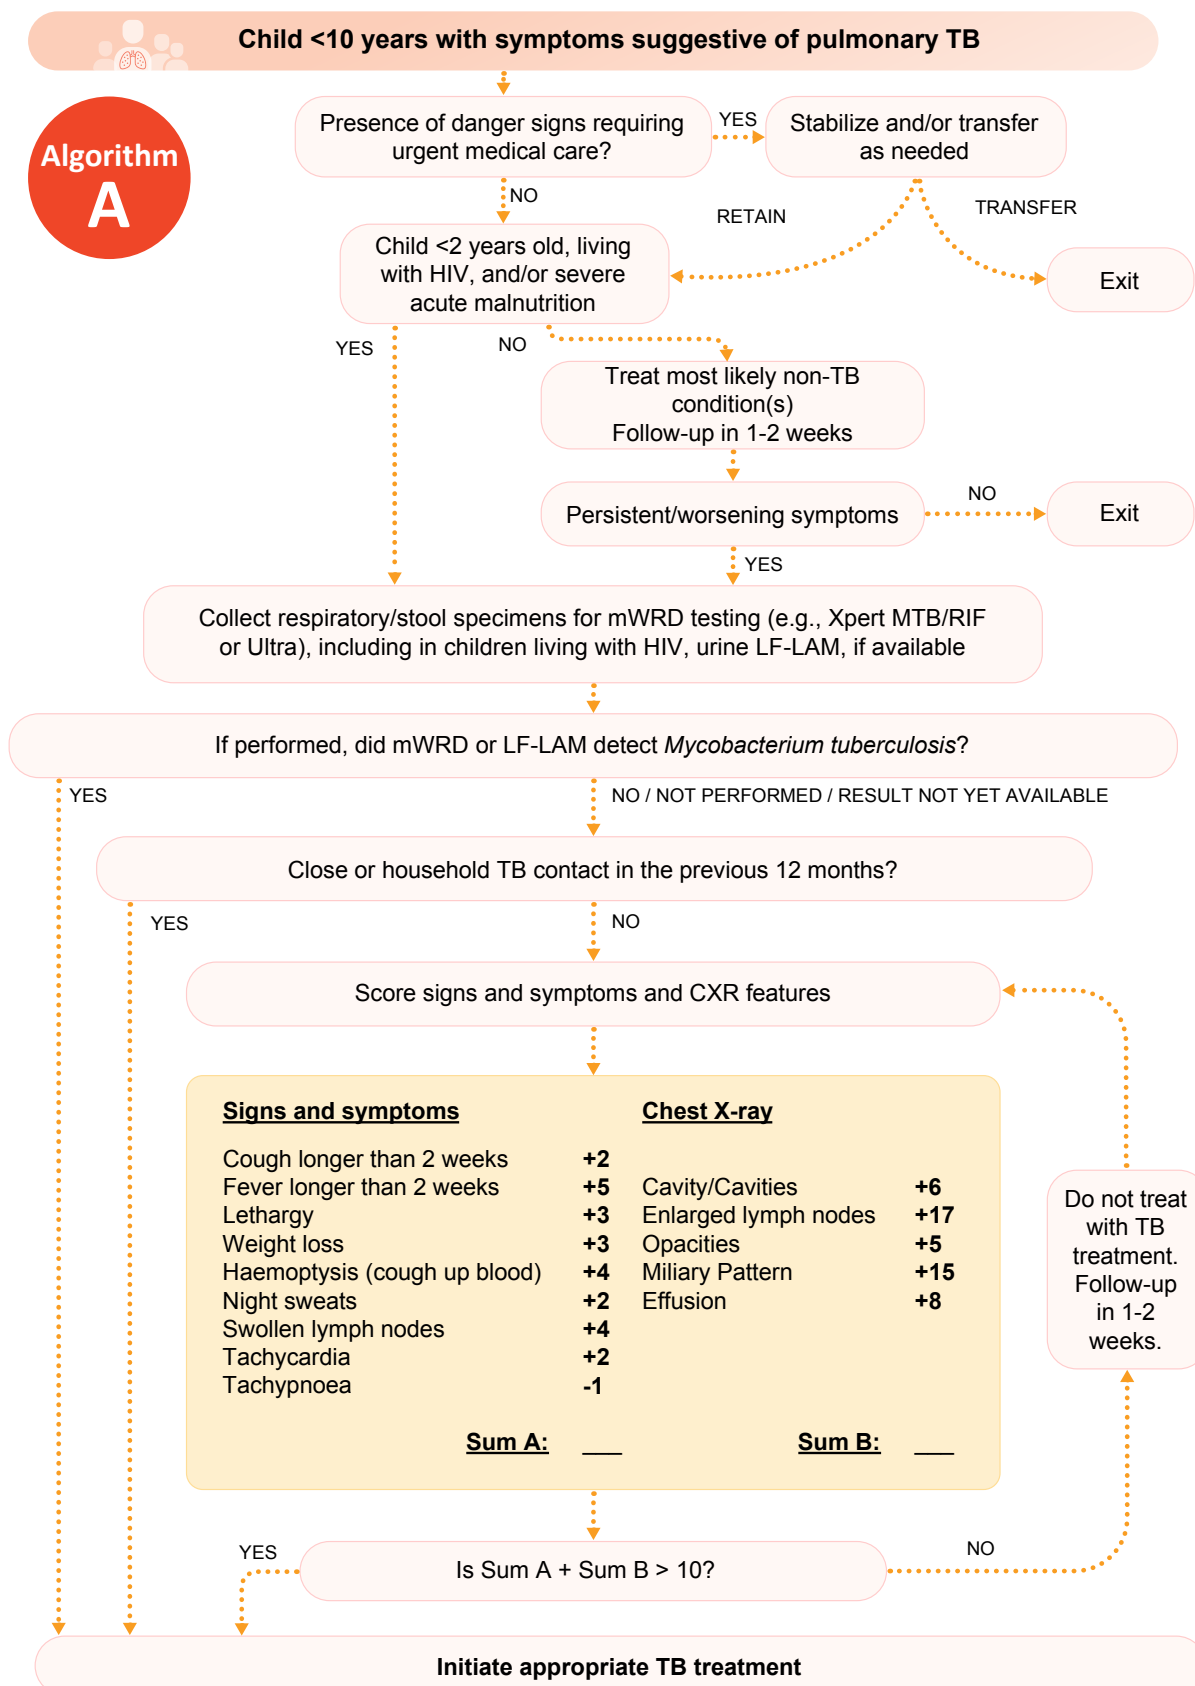 Child <10 years with symptoms suggestive of pulmonary TB
Algorithm
A
Presence of danger signs requiring
urgent medical care?
YES
Stabilize and/or transfer
as needed
NO
RETAIN
TRANSFER
Child <2 years old, living
with HIV, and/or severe
acute malnutrition
Exit
YES
NO
Treat most likely non-TB
condition(s)
Follow-up in 1-2 weeks
Persistent/worsening symptoms
NO
Exit
YES
Collect respiratory/stool specimens for mWRD testing (e.g., Xpert MTB/RIF
or Ultra), including in children living with HIV, urine LF-LAM, if available
If performed, did mWRD or LF-LAM detect Mycobacterium tuberculosis?
YES
NO / NOT PERFORMED / RESULT NOT YET AVAILABLE
Close or household TB contact in the previous 12 months?
YES
NO
Score signs and symptoms and CXR features
Signs and symptoms
Cough longer than 2 weeks +2
Fever longer than 2 weeks +5
Lethargy +3
Weight loss +3
Haemoptysis (cough up blood) +4
Night sweats +2
Swollen lymph nodes +4
Tachycardia +2
Tachypnoea -1
Sum A: ___
Chest X-ray
Cavity/Cavities +6
Enlarged lymph nodes +17
Opacities +5
Miliary Pattern +15
Effusion +8
Sum B: ___
Do not treat
with TB
treatment.
Follow-up
in 1-2
weeks.
Is Sum A + Sum B > 10?
YES
NO
Initiate appropriate TB treatment